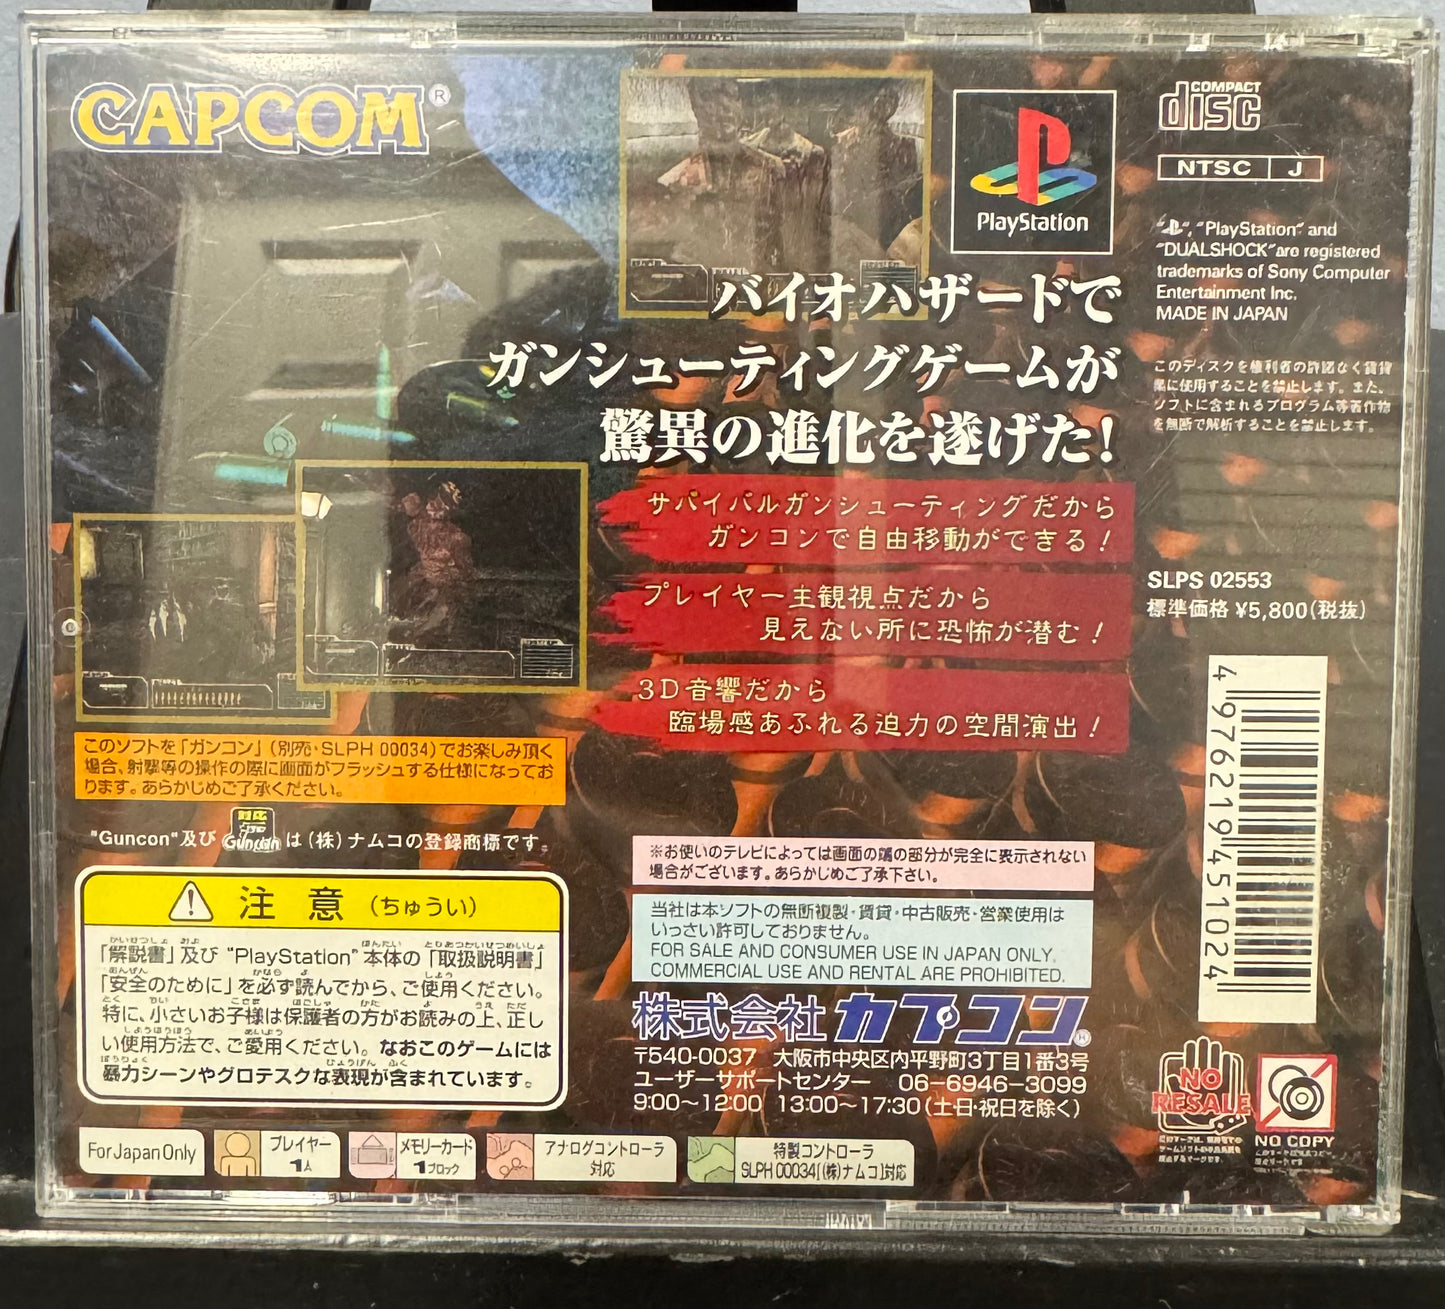 CAPCOM®
PlayStation
COMPACT
disc
NTSC J
"PS", "PlayStation" and
"DUALSHOCK" are registered
trademarks of Sony Computer
Entertainment Inc.
MADE IN JAPAN
このディスクを権利者の許諾なく賃貸
業に使用することを禁止します。また、
ソフトに含まれるプログラム等著作物
を無断で解析することを禁止します。
バイオハザードで
ガンシューティングゲームが
驚異の進化を遂げた!
サバイバルガンシューティングだから
ガンコンで自由移動ができる!
プレイヤー主観視点だから
見えない所に恐怖が潜む!
3D音響だから
臨場感あふれる迫力の空間演出!
SLPS 02553
標準価格 ¥5,800(税抜)
4 976219 451024
このソフトを「ガンコン」(別売・SLPH 00034)でお楽しみ頂く
場合、射撃等の操作の際に画面がフラッシュする仕様になってお
ります。あらかじめご了承ください。
"Guncon"及び 対応 Guncon は(株)ナムコの登録商標です。
注意(ちゅうい)
「解説書」及び "PlayStation" 本体の「取扱説明書」
「安全のために」を必ず読んでから、ご使用ください。
特に、小さいお子様は保護者の方がお読みの上、正し
い使用方法で、ご愛用ください。なおこのゲームには
暴力シーンやグロテスクな表現が含まれています。
※お使いのテレビによっては画面の端の部分が完全に表示されない
場合がございます。あらかじめご了承下さい。
当社は本ソフトの無断複製・賃貸・中古販売・営業使用は
いっさい許可しておりません。
FOR SALE AND CONSUMER USE IN JAPAN ONLY.
COMMERCIAL USE AND RENTAL ARE PROHIBITED.
株式会社カプコン®
〒540-0037 大阪市中央区内平野町3丁目1番3号
ユーザーサポートセンター 06-6946-3099
9:00〜12:00 13:00〜17:30(土・日・祝日を除く)
NO
RESALE
NO COPY
For Japan Only
プレイヤー
1人
メモリーカード
1ブロック
アナログコントローラ
対応
特製コントローラ
SLPH 00034[(株)ナムコ]対応